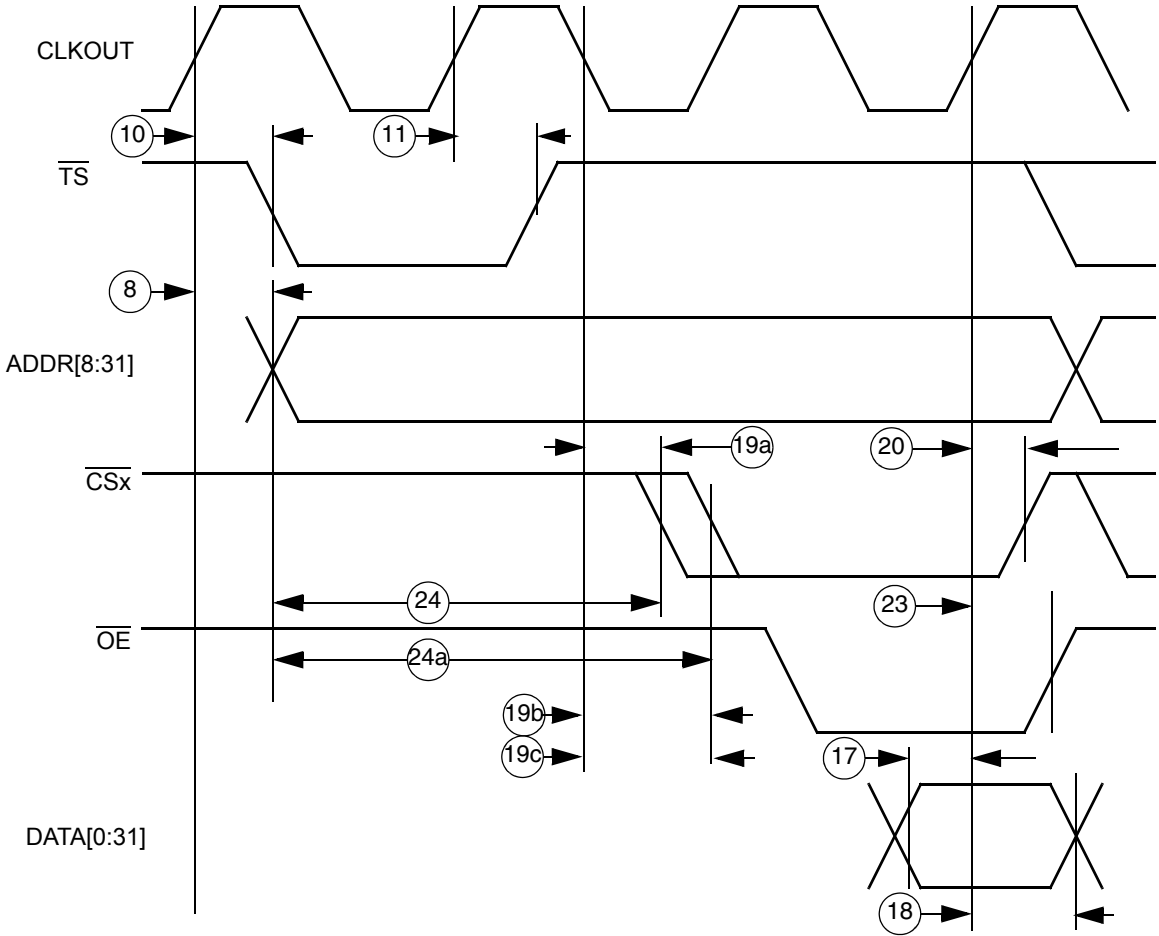 CLKOUT
10
11
TS
8
ADDR[8:31]
19a
20
CSx
24
23
OE
24a
19b
19c
17
DATA[0:31]
18